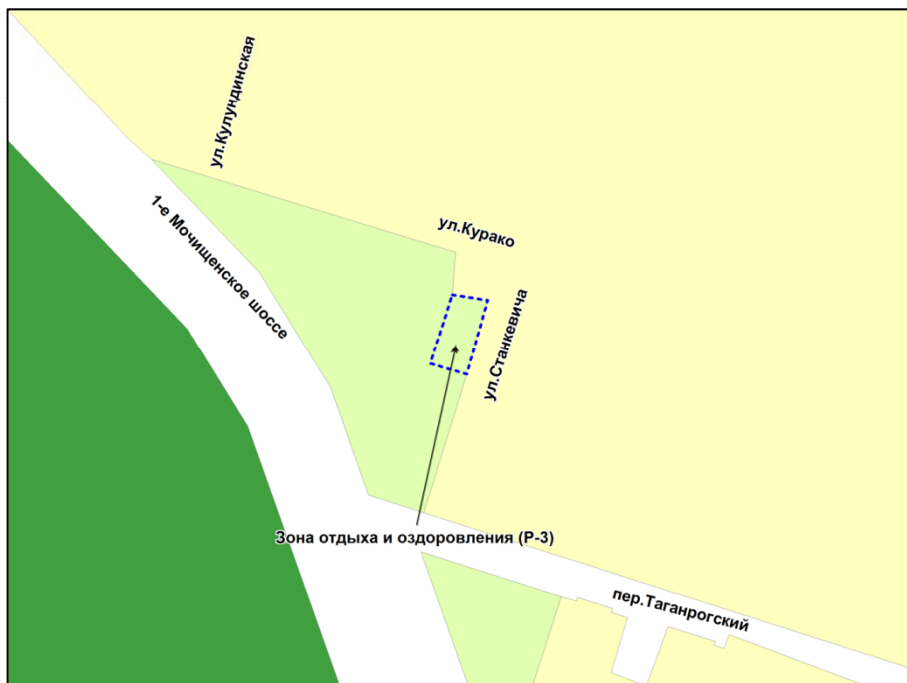 ул.Кулундинская
1-е Мочищенское шоссе
ул.Курако
ул.Станкевича
Зона отдыха и оздоровления (Р-3)
пер.Таганрогский